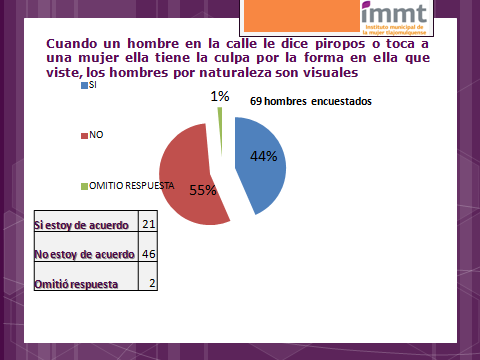 immt
instituto municipal de
la mujer tlajomulquense
Cuando un hombre en la calle le dice piropos o toca a
una mujer ella tiene la culpa por la forma en ella que
viste, los hombres por naturaleza son visuales
SI
NO
OMITIO RESPUESTA
69 hombres encuestados
1%
44%
55%
Si estoy de acuerdo 21
No estoy de acuerdo 46
Omitió respuesta 2